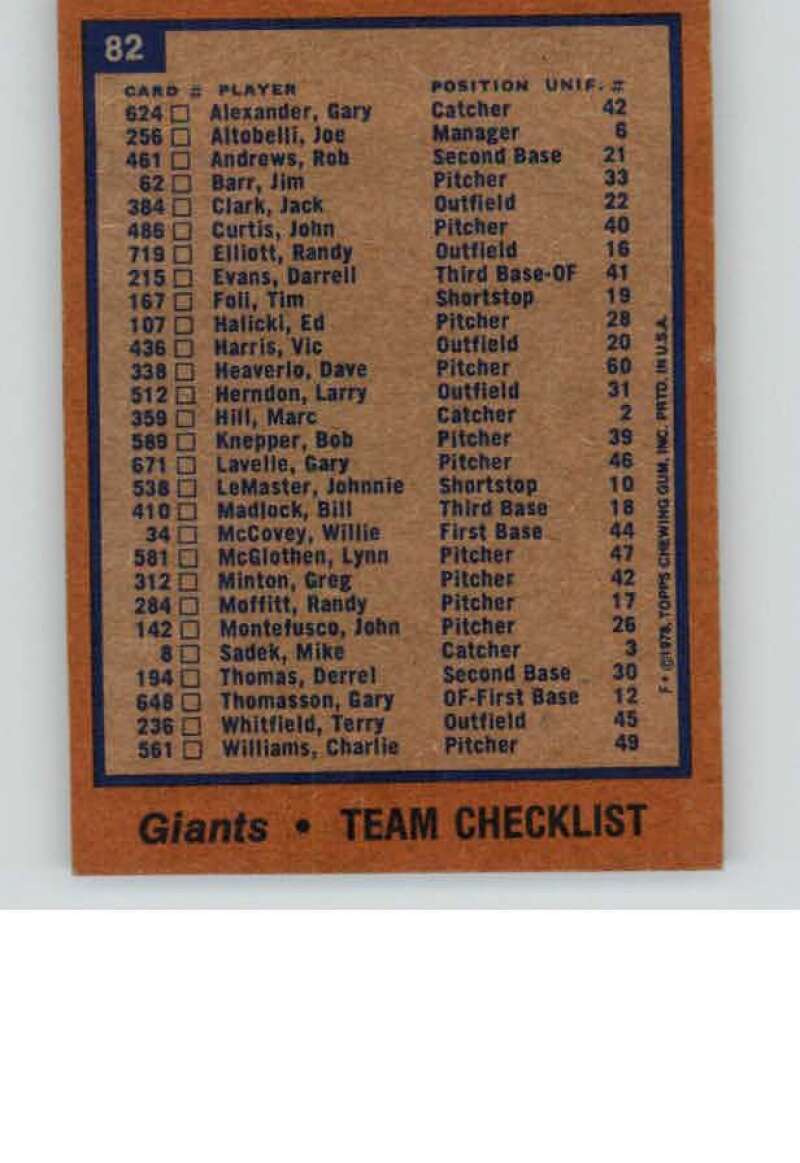 82
CARD # PLAYER POSITION UNIF. #
624 Alexander, Gary Catcher 42
256 Altobelli, Joe Manager 6
461 Andrews, Rob Second Base 21
62 Barr, Jim Pitcher 33
384 Clark, Jack Outfield 22
486 Curtis, John Pitcher 40
719 Elliott, Randy Outfield 16
215 Evans, Darrell Third Base-OF 41
167 Foli, Tim Shortstop 19
107 Halicki, Ed Pitcher 28
436 Harris, Vic Outfield 20
338 Heaverlo, Dave Pitcher 60
512 Herndon, Larry Outfield 31
359 Hill, Marc Catcher 2
589 Knepper, Bob Pitcher 39
671 Lavelle, Gary Pitcher 46
538 LeMaster, Johnnie Shortstop 10
410 Madlock, Bill Third Base 18
34 McCovey, Willie First Base 44
581 McGlothen, Lynn Pitcher 47
312 Minton, Greg Pitcher 42
284 Moffitt, Randy Pitcher 17
142 Montefusco, John Pitcher 26
8 Sadek, Mike Catcher 3
194 Thomas, Derrel Second Base 30
648 Thomasson, Gary OF-First Base 12
236 Whitfield, Terry Outfield 45
561 Williams, Charlie Pitcher 49
F* ©1978, TOPPS CHEWING GUM, INC. PRTD. IN U.S.A.
Giants • TEAM CHECKLIST